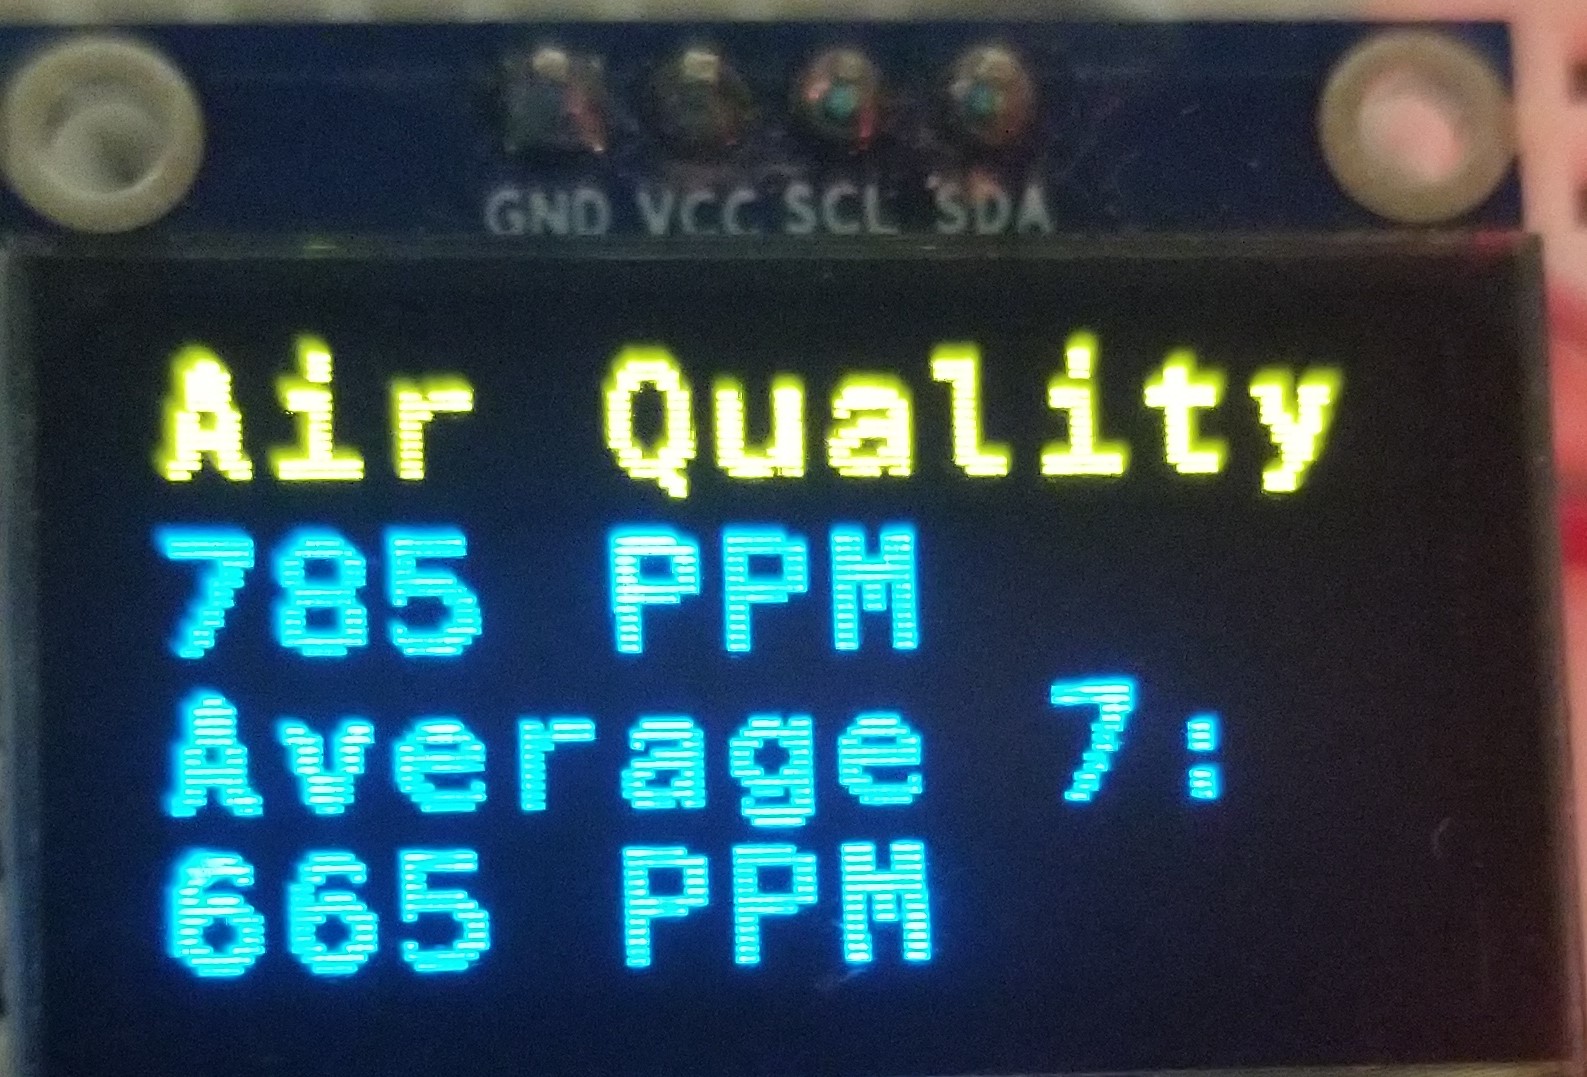 GND VCC SCL SDA
Air Quality
785 PPM
Average 7:
665 PPM